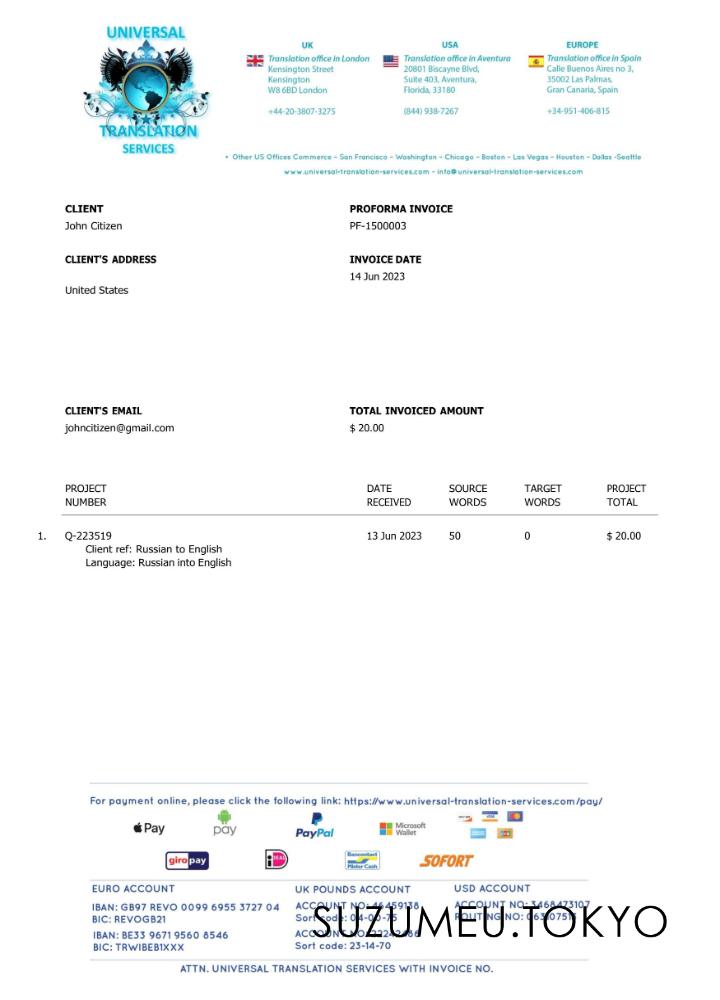 UNIVERSAL
TRANSLATION
SERVICES
UK
Translation office in London
Kensington Street
Kensington
W8 6BD London
+44-20-3807-3275
USA
Translation office in Aventura
20801 Biscayne Blvd,
Suite 403, Aventura,
Florida, 33180
(844) 938-7267
EUROPE
Translation office in Spain
Calle Buenos Aires no 3,
35002 Las Palmas,
Gran Canaria, Spain
+34-951-406-815
• Other US Offices Commerce - San Francisco - Washington - Chicago - Boston - Las Vegas - Houston - Dallas -Seattle
www.universal-translation-services.com - info@universal-translation-services.com
CLIENT
John Citizen
PROFORMA INVOICE
PF-1500003
CLIENT'S ADDRESS
United States
INVOICE DATE
14 Jun 2023
CLIENT'S EMAIL
johncitizen@gmail.com
TOTAL INVOICED AMOUNT
$ 20.00
PROJECT NUMBER DATE RECEIVED SOURCE WORDS TARGET WORDS PROJECT TOTAL
1. Q-223519 13 Jun 2023 50 0 $ 20.00
Client ref: Russian to English
Language: Russian into English
For payment online, please click the following link: https://www.universal-translation-services.com/pay/
Pay
pay
PayPal
Microsoft Wallet
giropay
Bancontact
Mister Cash
SOFORT
EURO ACCOUNT
IBAN: GB97 REVO 0099 6955 3727 04
BIC: REVOGB21
IBAN: BE33 9671 9560 8546
BIC: TRWIBEB1XXX
UK POUNDS ACCOUNT
ACCOUNT NO:
Sort code:
ACCOUNT NO:
Sort code: 23-14-70
USD ACCOUNT
ACCOUNT NO: 3468473107
ROUTING NO:
SUZUMEU.TOKYO
ATTN. UNIVERSAL TRANSLATION SERVICES WITH INVOICE NO.